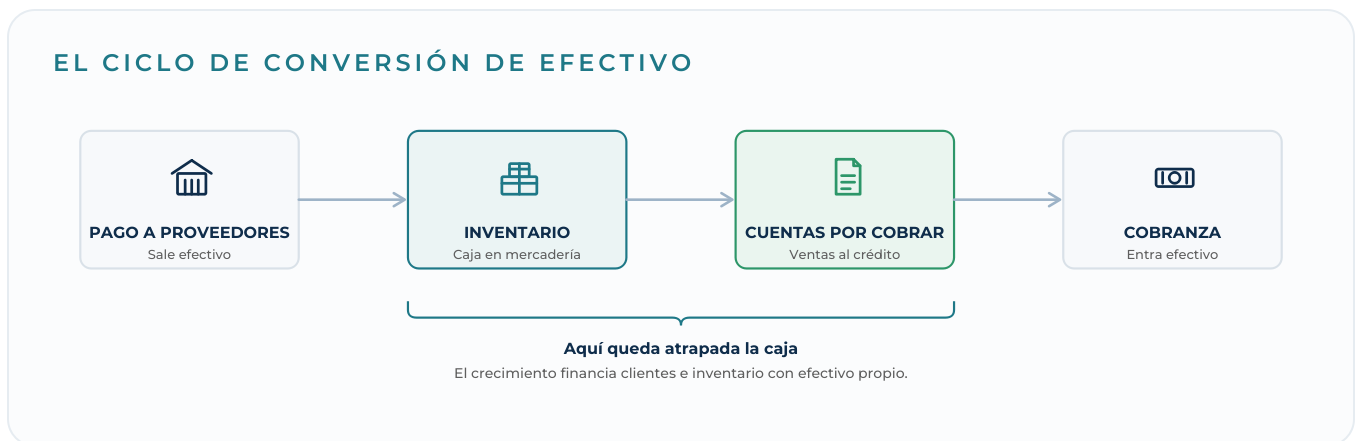 EL CICLO DE CONVERSIÓN DE EFECTIVO
PAGO A PROVEEDORES
Sale efectivo
INVENTARIO
Caja en mercadería
CUENTAS POR COBRAR
Ventas al crédito
COBRANZA
Entra efectivo
Aquí queda atrapada la caja
El crecimiento financia clientes e inventario con efectivo propio.